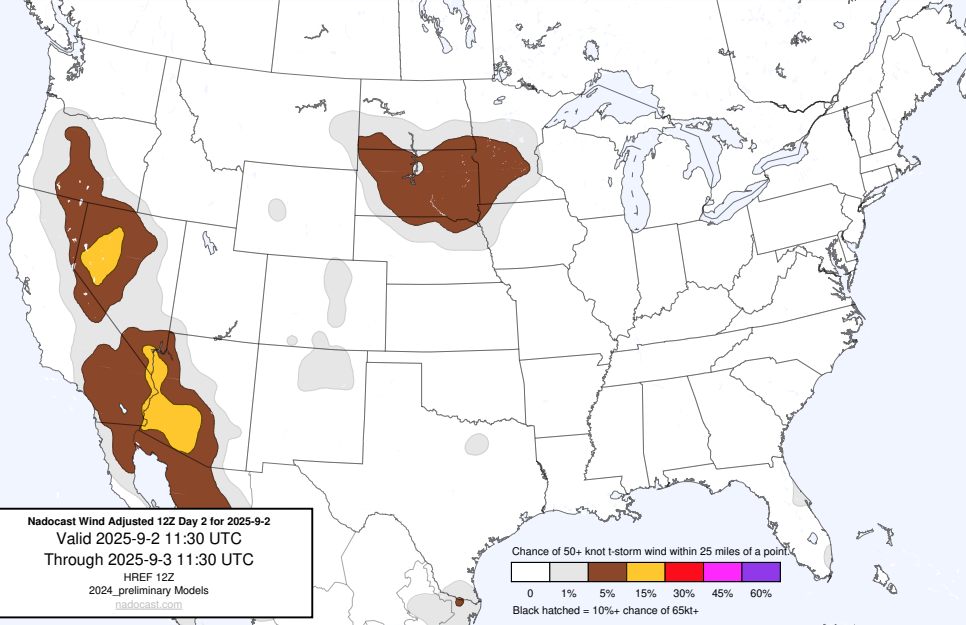 Nadocast Wind Adjusted 12Z Day 2 for 2025-9-2
Valid 2025-9-2 11:30 UTC
Through 2025-9-3 11:30 UTC
HREF 12Z
2024_preliminary Models
nadocast.com
Chance of 50+ knot t-storm wind within 25 miles of a point.
0 1% 5% 15% 30% 45% 60%
Black hatched = 10%+ chance of 65kt+